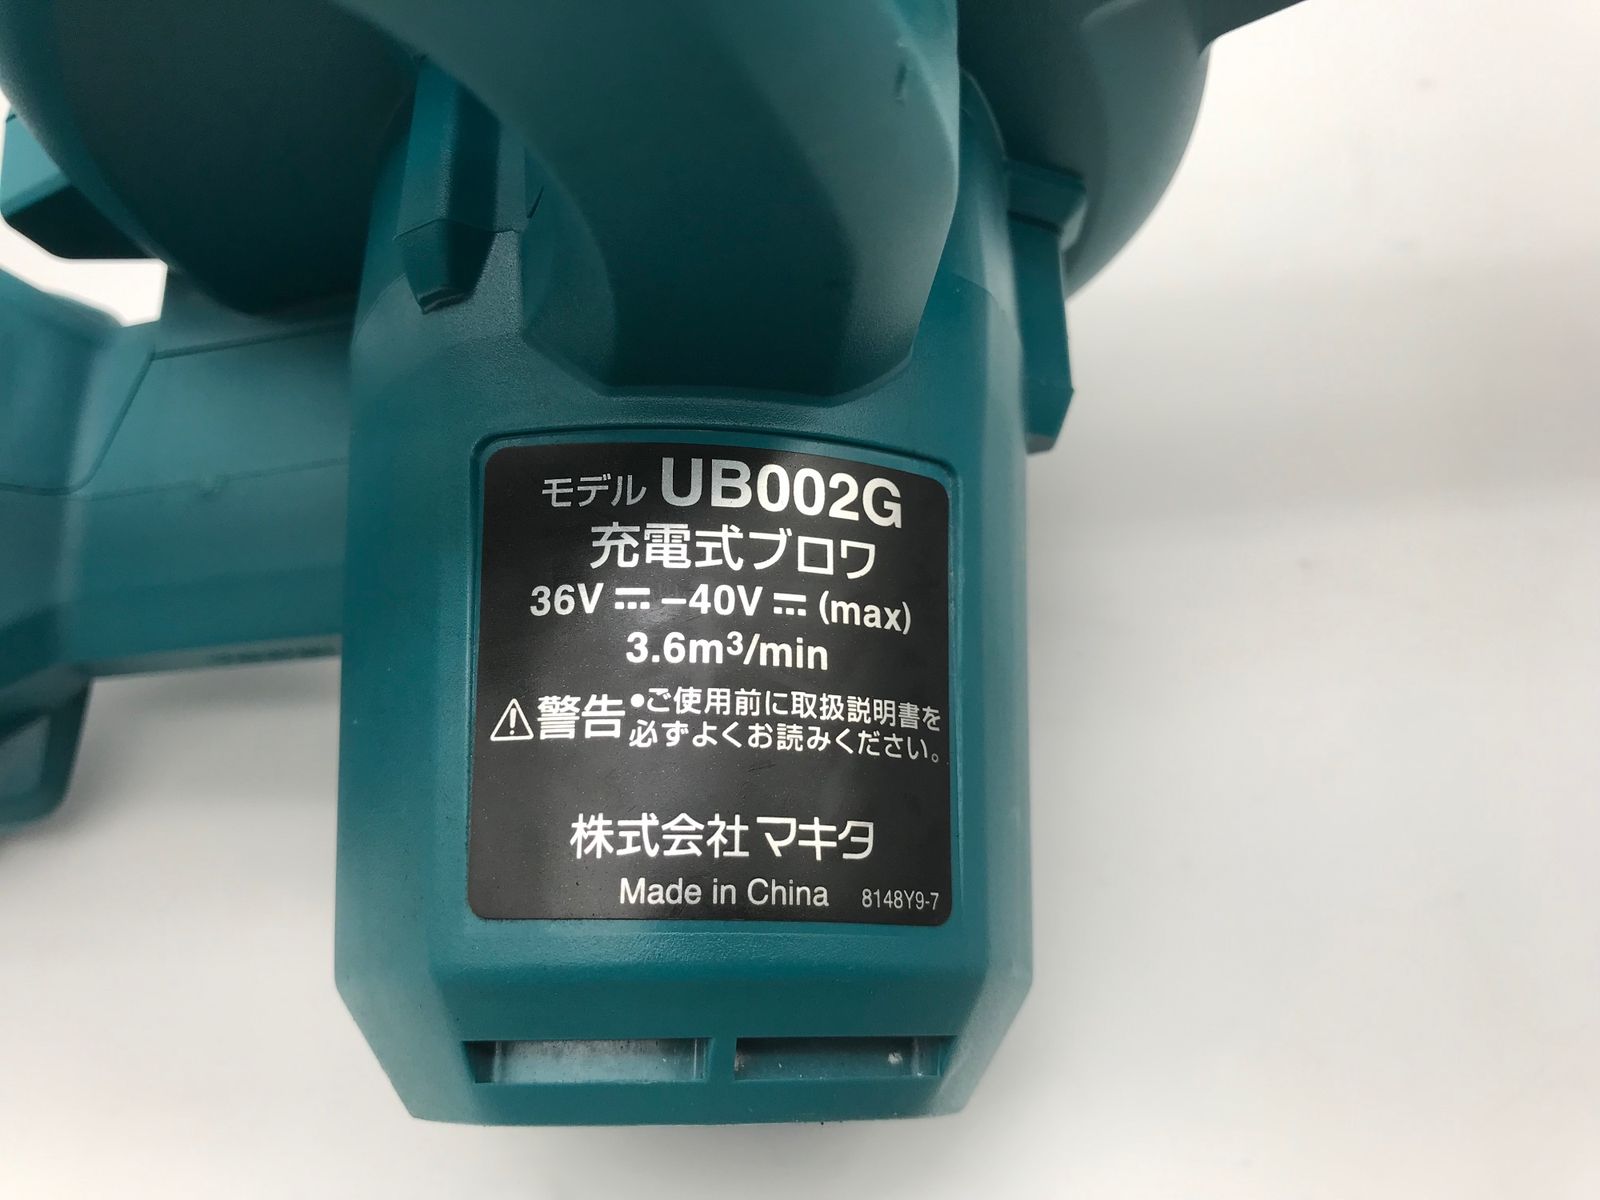 モデル UB002G
充電式ブロワ
36V⎓–40V⎓(max)
3.6m³/min
⚠警告 •ご使用前に取扱説明書を
必ずよくお読みください。
株式会社マキタ
Made in China 8148Y9-7